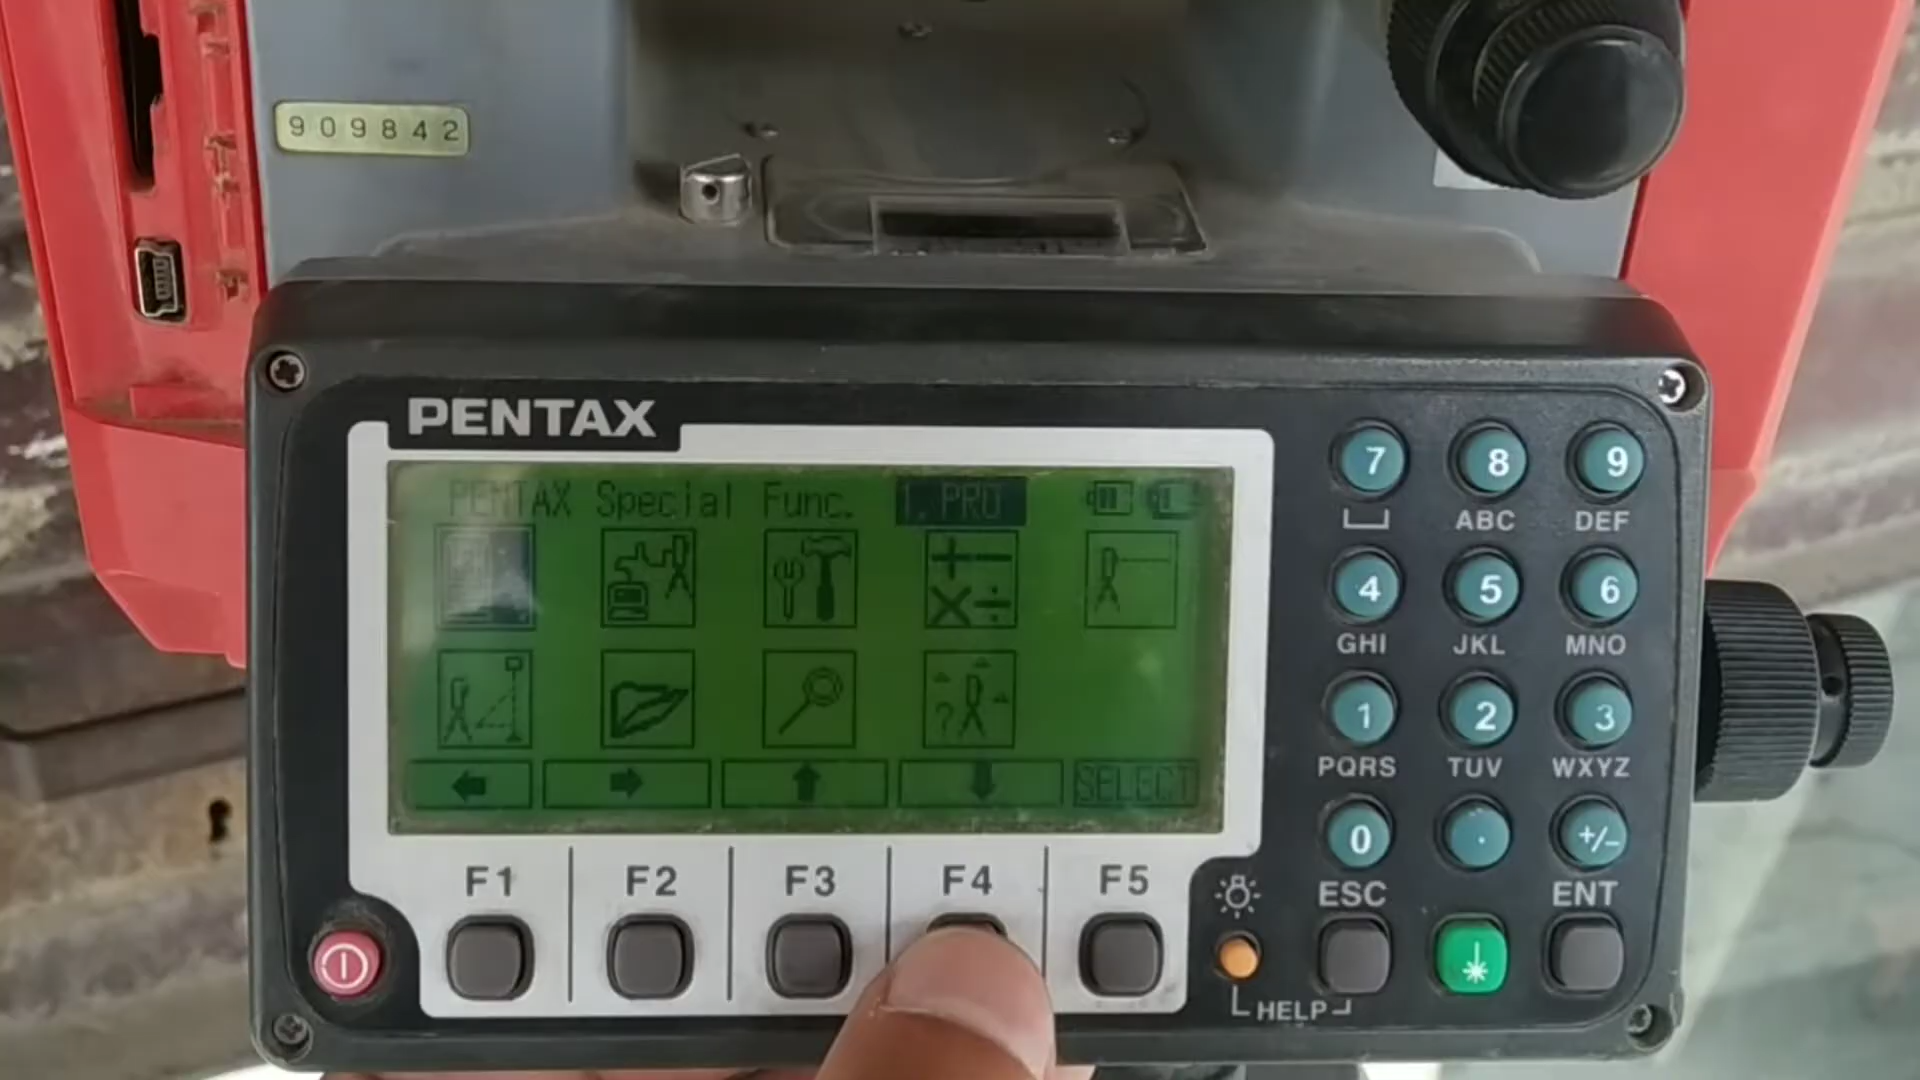 909842
PENTAX
PENTAX Special Func. 1.PRO
?
SELECT
F1 F2 F3 F4 F5
HELP
7 8 9
ABC DEF
4 5 6
GHI JKL MNO
1 2 3
PQRS TUV WXYZ
0 . +/-
ESC ENT